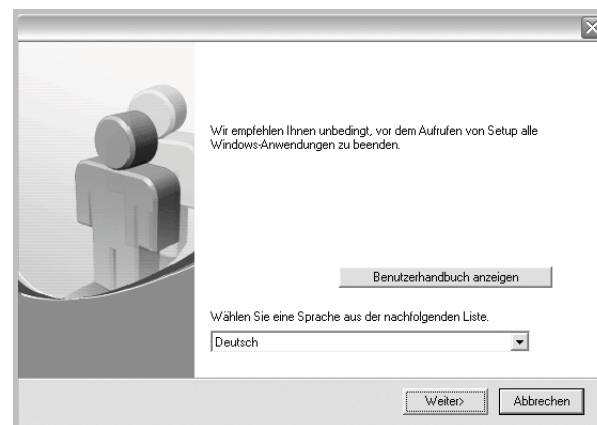 Wir empfehlen Ihnen unbedingt, vor dem Aufrufen von Setup alle
Windows-Anwendungen zu beenden.
Benutzerhandbuch anzeigen
Wählen Sie eine Sprache aus der nachfolgenden Liste.
Deutsch
Weiter>
Abbrechen